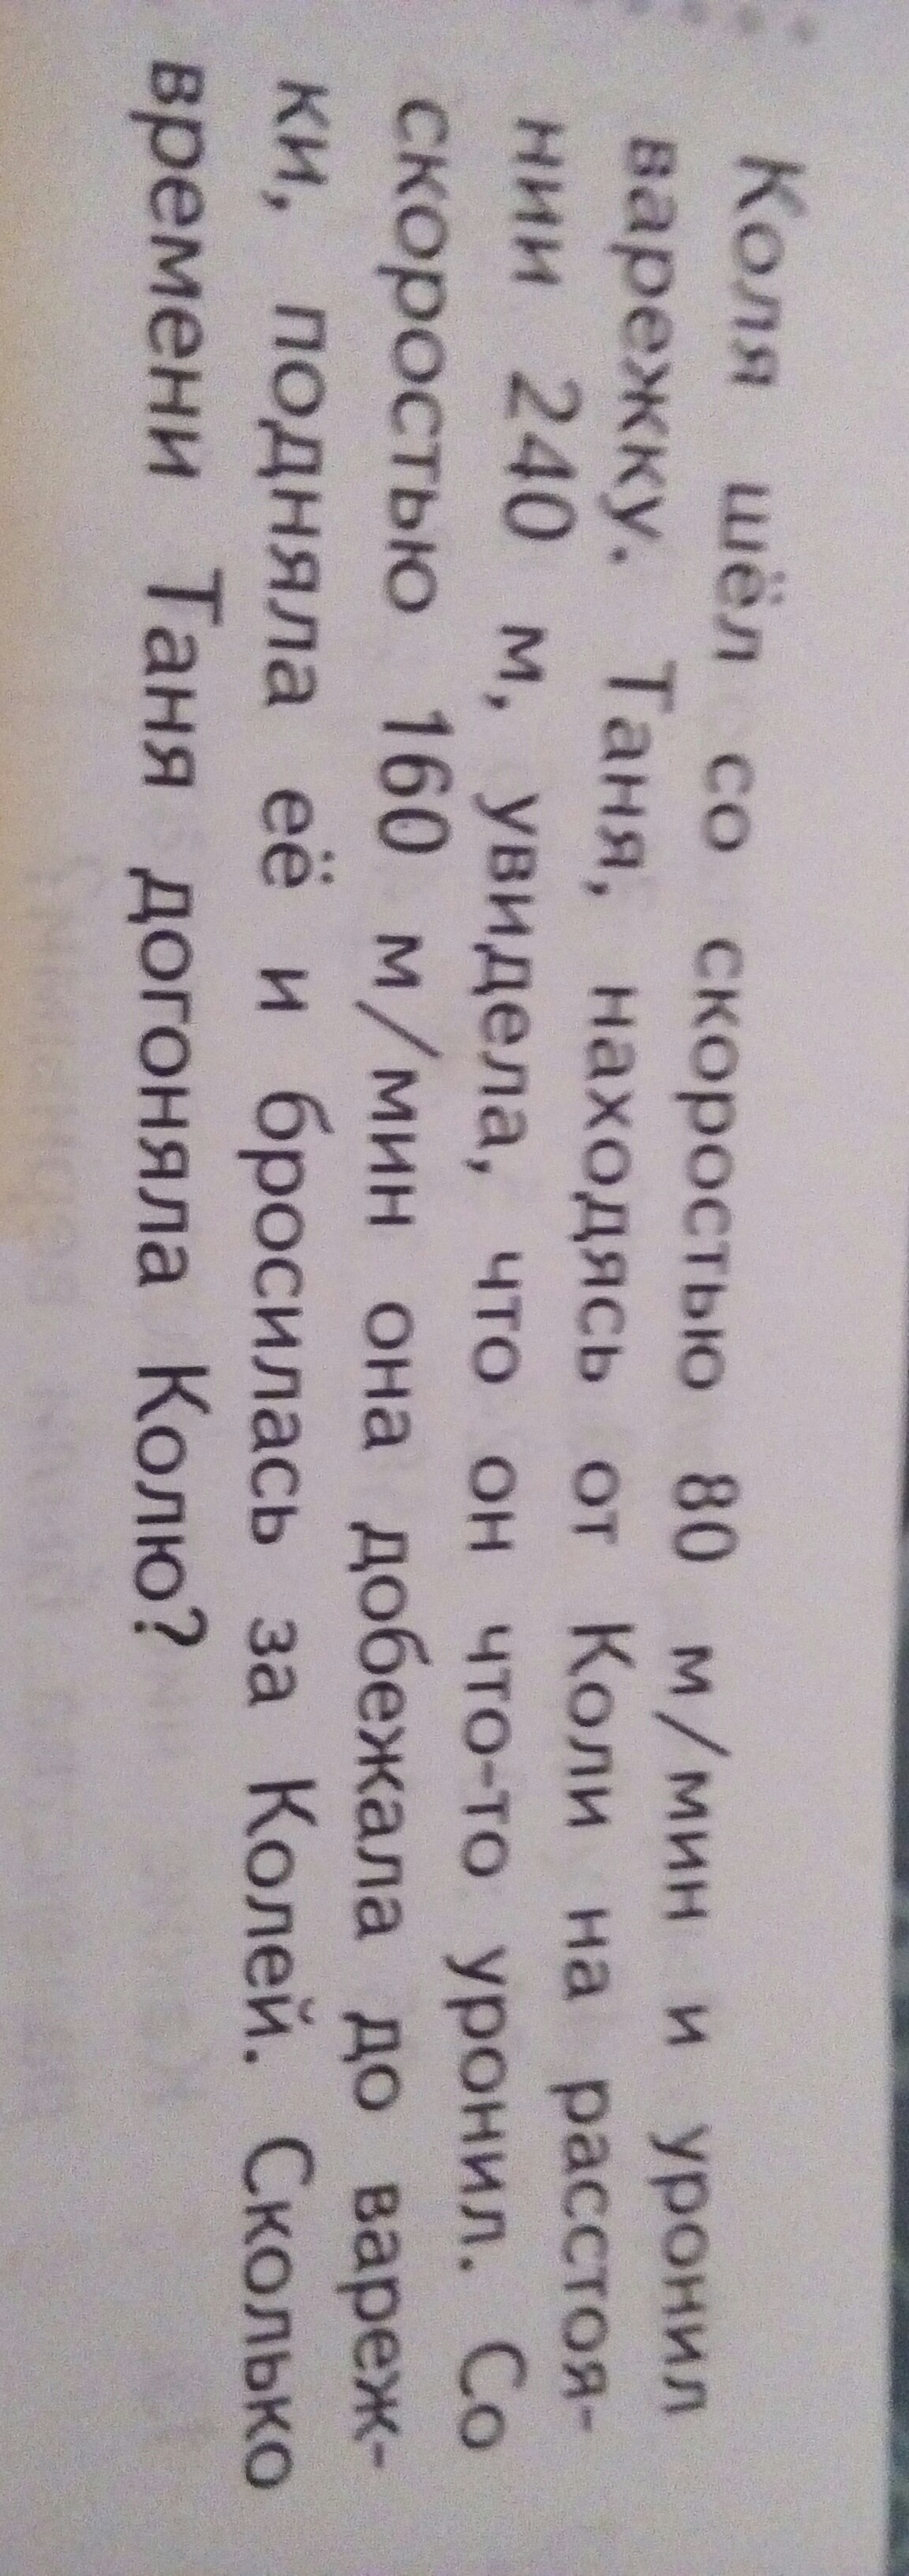 Коля шёл со скоростью 80 м/мин и уронил
варежку. Таня, находясь от Коли на расстоя-
нии 240 м, увидела, что он что-то уронил. Со
скоростью 160 м/мин она добежала до вареж-
ки, подняла её и бросилась за Колей. Сколько
времени Таня догоняла Колю?